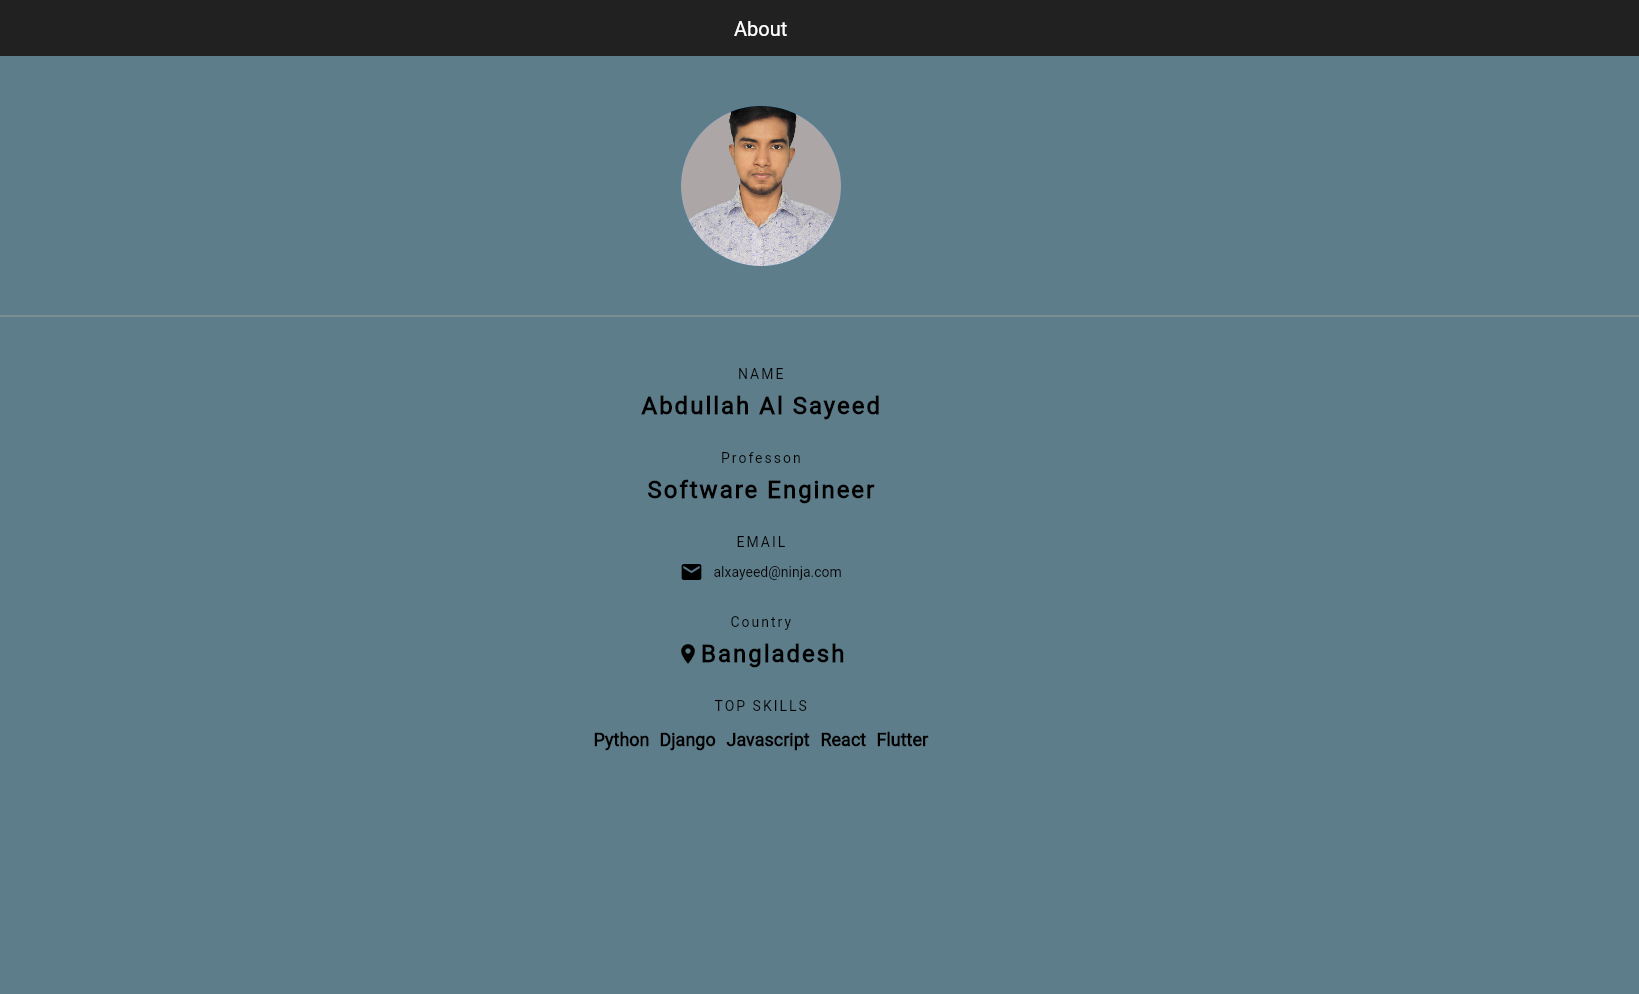 About
NAME
Abdullah Al Sayeed
Professon
Software Engineer
EMAIL
alxayeed@ninja.com
Country
Bangladesh
TOP SKILLS
Python Django Javascript React Flutter